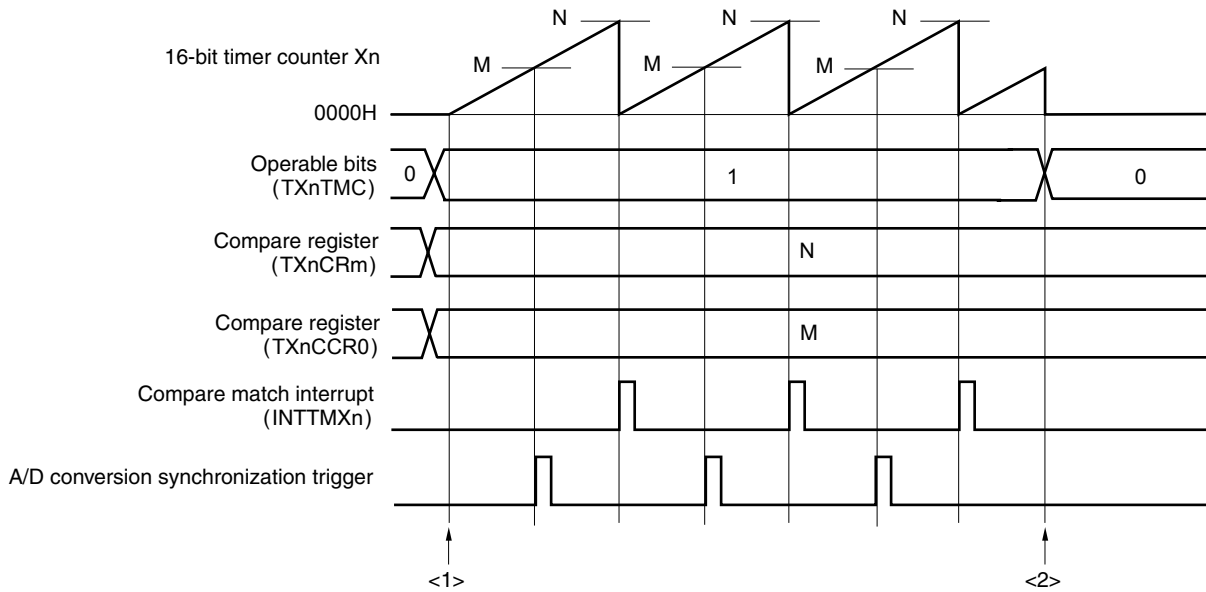 N N N
16-bit timer counter Xn
M M M
0000H
Operable bits
(TXnTMC)
0 1 0
Compare register
(TXnCRm)
N
Compare register
(TXnCCR0)
M
Compare match interrupt
(INTTMXn)
A/D conversion synchronization trigger
<1> <2>